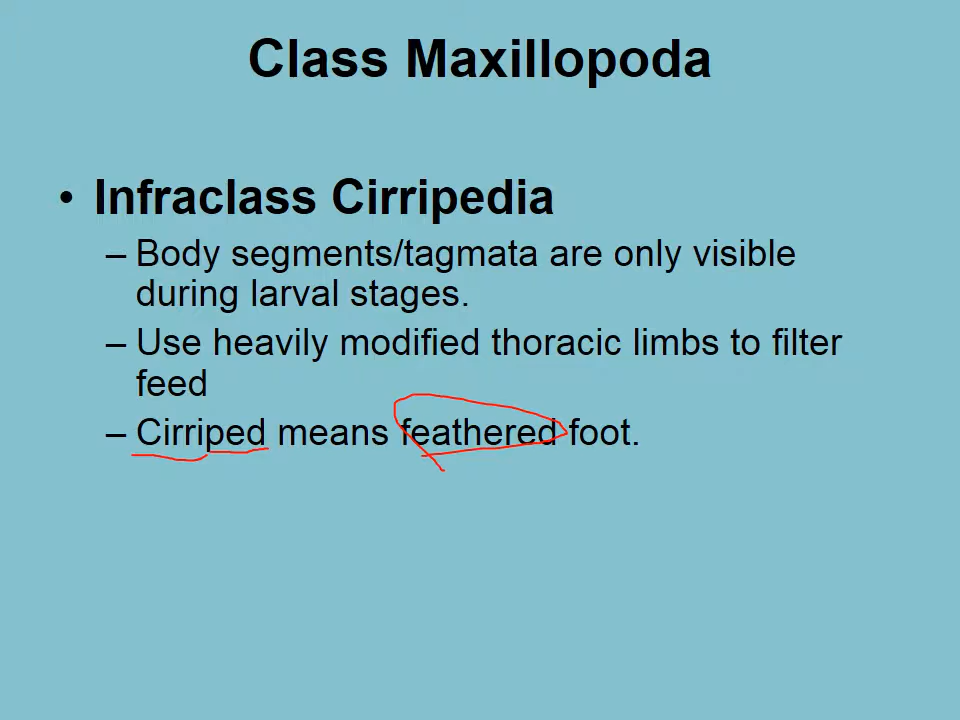 Class Maxillopoda
• Infraclass Cirripedia
– Body segments/tagmata are only visible
during larval stages.
– Use heavily modified thoracic limbs to filter
feed
– Cirriped means feathered foot.